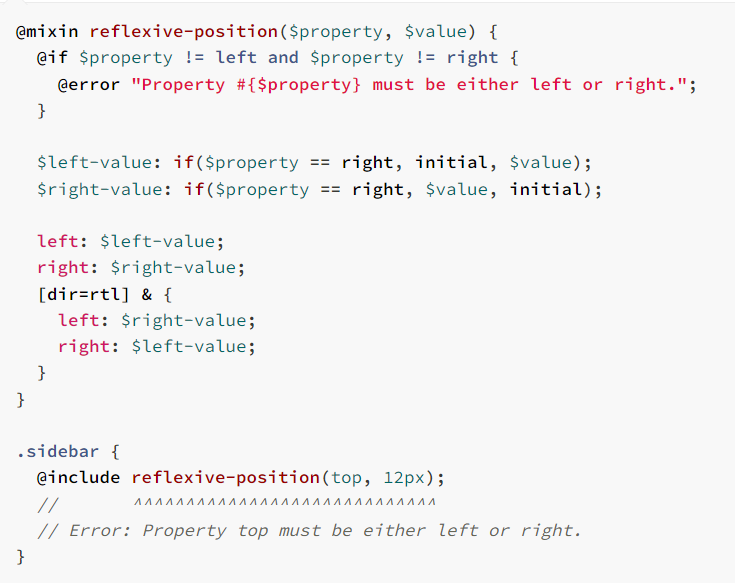 @mixin reflexive-position($property, $value) {
  @if $property != left and $property != right {
    @error "Property #{$property} must be either left or right.";
  }

  $left-value: if($property == right, initial, $value);
  $right-value: if($property == right, $value, initial);

  left: $left-value;
  right: $right-value;
  [dir=rtl] & {
    left: $right-value;
    right: $left-value;
  }
}

.sidebar {
  @include reflexive-position(top, 12px);
  //       ^^^^^^^^^^^^^^^^^^^^^^^^^^^^^
  // Error: Property top must be either left or right.
}